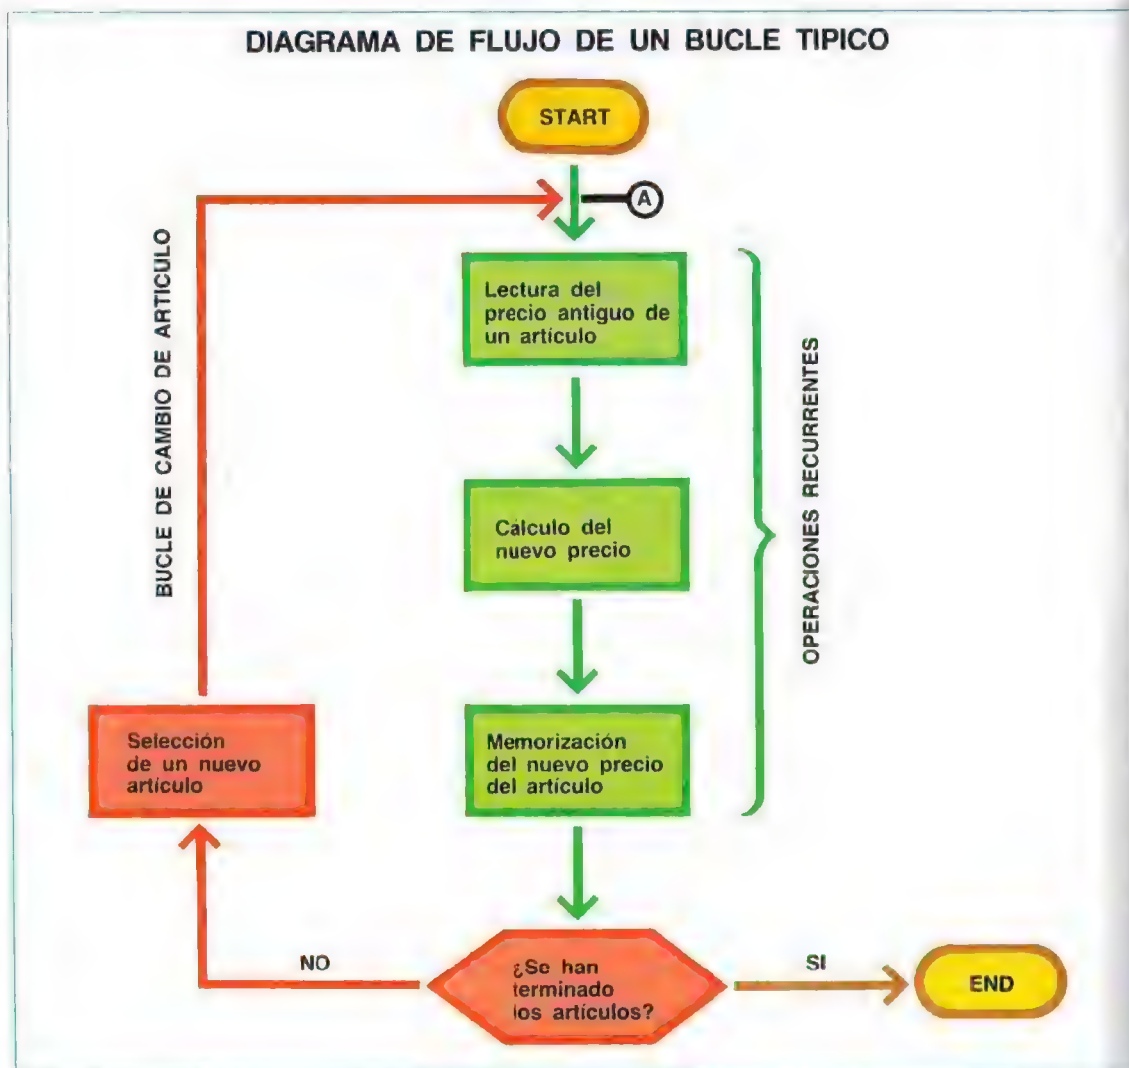 DIAGRAMA DE FLUJO DE UN BUCLE TIPICO
START
A
BUCLE DE CAMBIO DE ARTICULO
Lectura del
precio antiguo de
un artículo
OPERACIONES RECURRENTES
Cálculo del
nuevo precio
Selección
de un nuevo
artículo
Memorización
del nuevo precio
del artículo
NO
¿Se han
terminado
los artículos?
SI
END